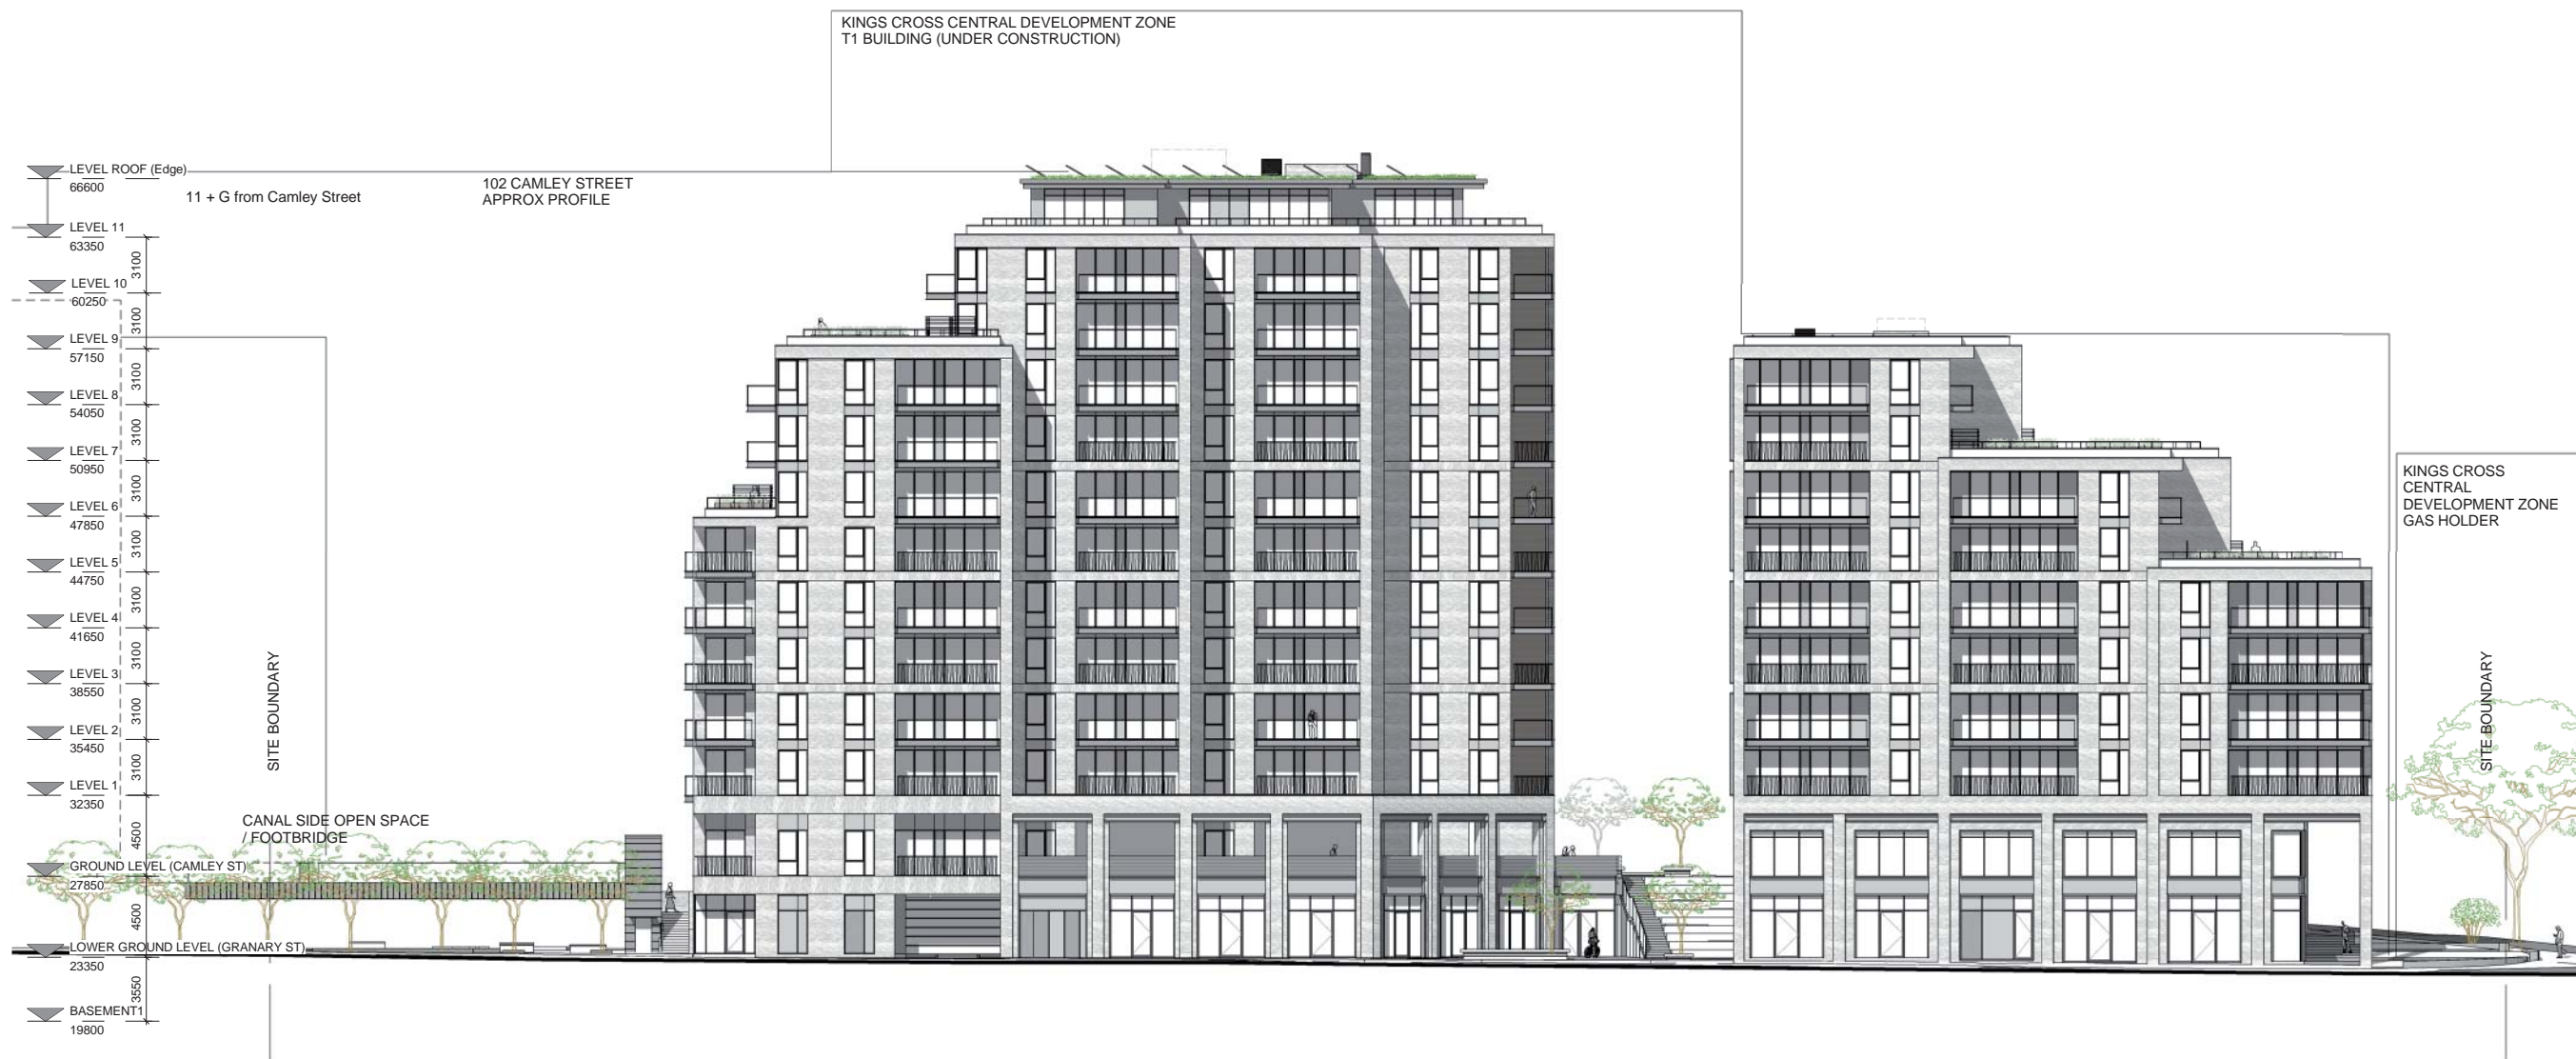 KINGS CROSS CENTRAL DEVELOPMENT ZONE
T1 BUILDING (UNDER CONSTRUCTION)
LEVEL ROOF (Edge)
66600
11 + G from Camley Street
102 CAMLEY STREET
APPROX PROFILE
LEVEL 11
63350
3100
LEVEL 10
60250
3100
LEVEL 9
57150
3100
LEVEL 8
54050
3100
LEVEL 7
50950
3100
LEVEL 6
47850
3100
LEVEL 5
44750
3100
LEVEL 4
41650
3100
LEVEL 3
38550
3100
LEVEL 2
35450
3100
LEVEL 1
32350
4500
GROUND LEVEL (CAMLEY ST)
27850
4500
LOWER GROUND LEVEL (GRANARY ST)
23350
3550
BASEMENT1
19800
SITE BOUNDARY
CANAL SIDE OPEN SPACE
/ FOOTBRIDGE
KINGS CROSS
CENTRAL
DEVELOPMENT ZONE
GAS HOLDER
SITE BOUNDARY